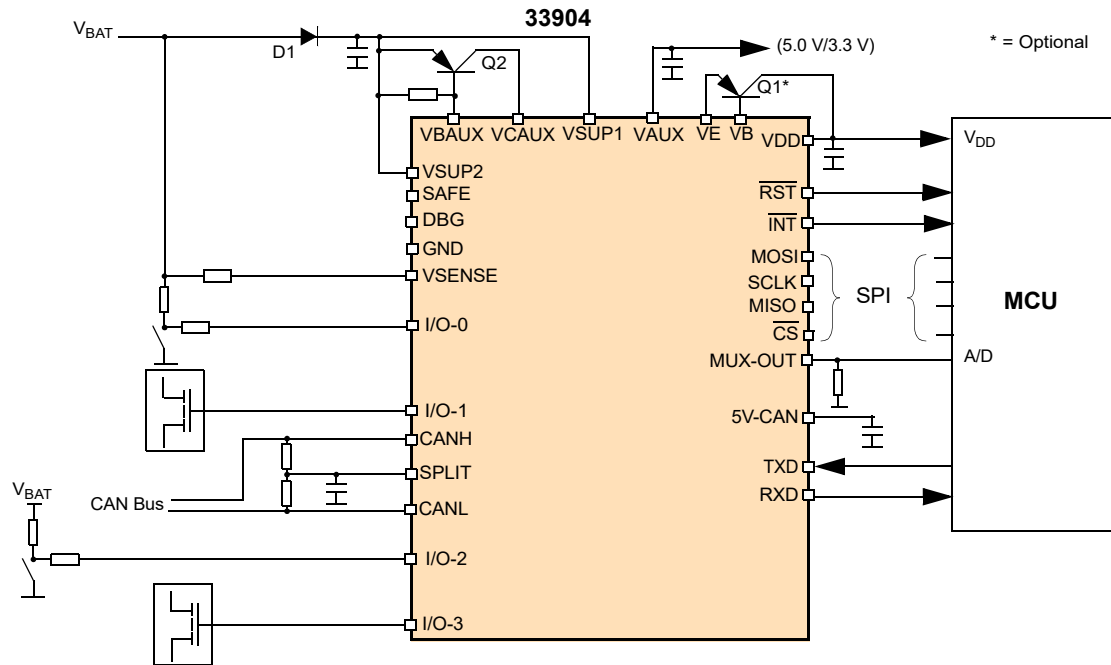 33904
VBAT
D1
Q2
(5.0 V/3.3 V)
* = Optional
Q1*
VBAUX
VCAUX
VSUP1
VAUX
VE
VB
VDD
VDD
VSUP2
SAFE
DBG
GND
VSENSE
I/O-0
I/O-1
CANH
SPLIT
CANL
I/O-2
I/O-3
RST
INT
MOSI
SCLK
MISO
CS
SPI
MCU
MUX-OUT
A/D
5V-CAN
TXD
RXD
VBAT
CAN Bus